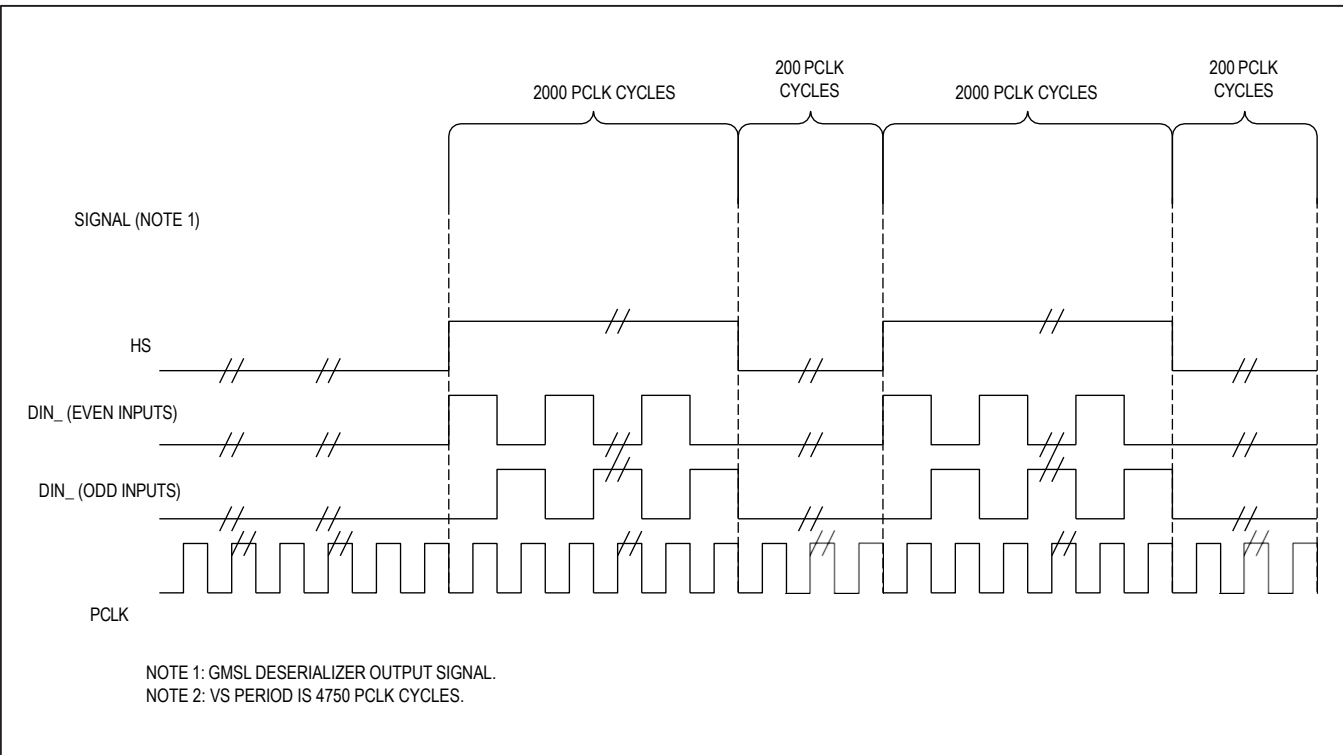 2000 PCLK CYCLES
200 PCLK
CYCLES
2000 PCLK CYCLES
200 PCLK
CYCLES
SIGNAL (NOTE 1)
HS
DIN_ (EVEN INPUTS)
DIN_ (ODD INPUTS)
PCLK
NOTE 1: GMSL DESERIALIZER OUTPUT SIGNAL.
NOTE 2: VS PERIOD IS 4750 PCLK CYCLES.